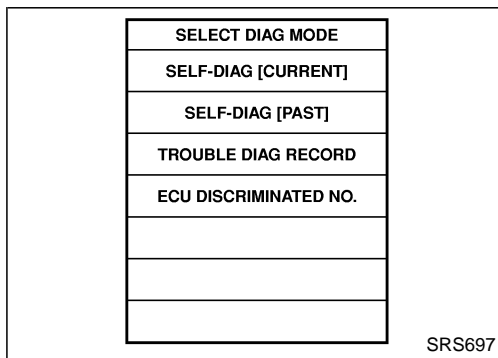 SELECT DIAG MODE
SELF-DIAG [CURRENT]
SELF-DIAG [PAST]
TROUBLE DIAG RECORD
ECU DISCRIMINATED NO.
SRS697